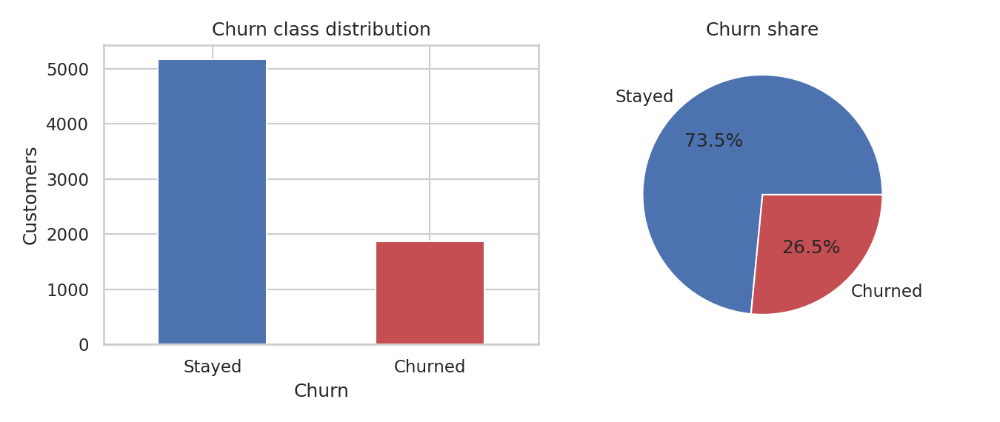 Churn class distribution
Customers
5000
4000
3000
2000
1000
0
Stayed
Churned
Churn
Churn share
Stayed
73.5%
26.5%
Churned